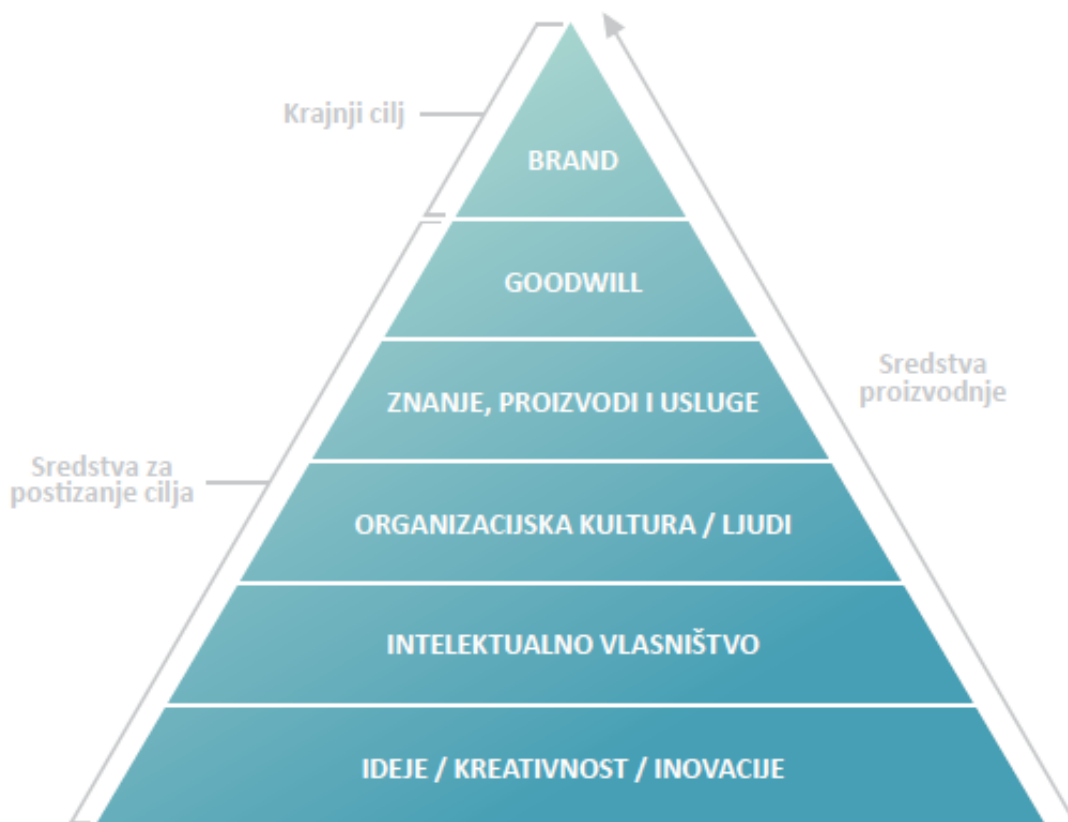 Krajnji cilj
BRAND
GOODWILL
Sredstva
proizvodnje
ZNANJE, PROIZVODI I USLUGE
Sredstva za
postizanje cilja
ORGANIZACIJSKA KULTURA / LJUDI
INTELEKTUALNO VLASNIŠTVO
IDEJE / KREATIVNOST / INOVACIJE